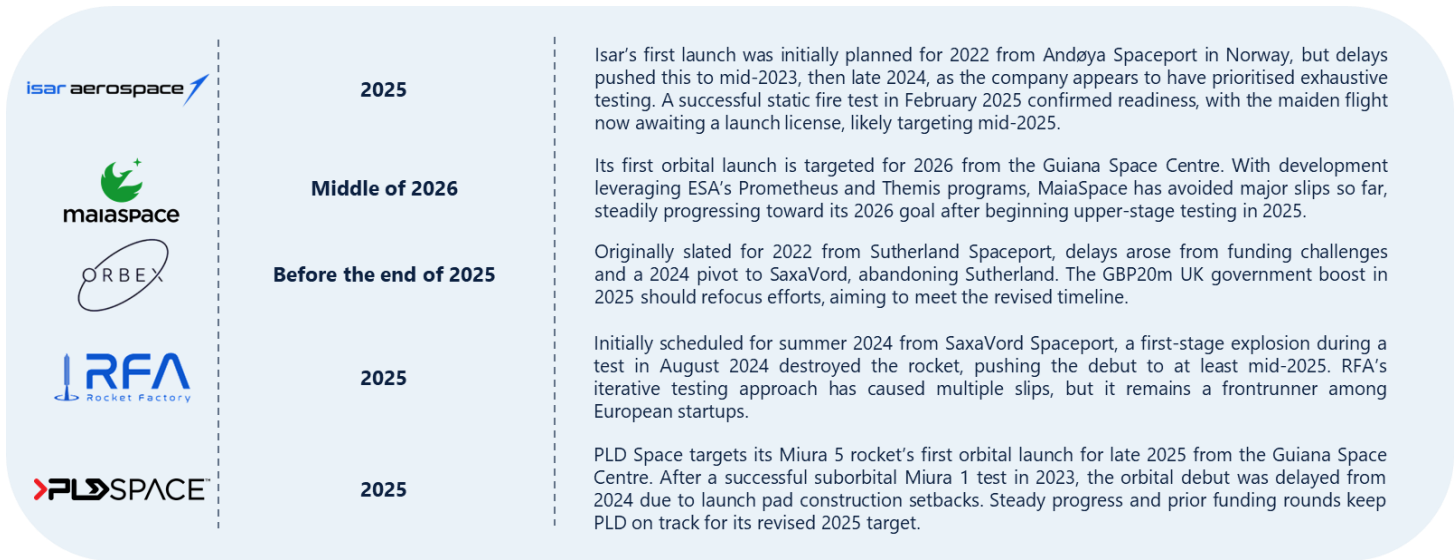 isar aerospace
2025
Isar's first launch was initially planned for 2022 from Andøya Spaceport in Norway, but delays
pushed this to mid-2023, then late 2024, as the company appears to have prioritised exhaustive
testing. A successful static fire test in February 2025 confirmed readiness, with the maiden flight
now awaiting a launch license, likely targeting mid-2025.
maiaspace
Middle of 2026
Its first orbital launch is targeted for 2026 from the Guiana Space Centre. With development
leveraging ESA's Prometheus and Themis programs, MaiaSpace has avoided major slips so far,
steadily progressing toward its 2026 goal after beginning upper-stage testing in 2025.
ORBEX
Before the end of 2025
Originally slated for 2022 from Sutherland Spaceport, delays arose from funding challenges
and a 2024 pivot to SaxaVord, abandoning Sutherland. The GBP20m UK government boost in
2025 should refocus efforts, aiming to meet the revised timeline.
RFA
Rocket Factory
2025
Initially scheduled for summer 2024 from SaxaVord Spaceport, a first-stage explosion during a
test in August 2024 destroyed the rocket, pushing the debut to at least mid-2025. RFA's
iterative testing approach has caused multiple slips, but it remains a frontrunner among
European startups.
PLDSPACE™
2025
PLD Space targets its Miura 5 rocket's first orbital launch for late 2025 from the Guiana Space
Centre. After a successful suborbital Miura 1 test in 2023, the orbital debut was delayed from
2024 due to launch pad construction setbacks. Steady progress and prior funding rounds keep
PLD on track for its revised 2025 target.